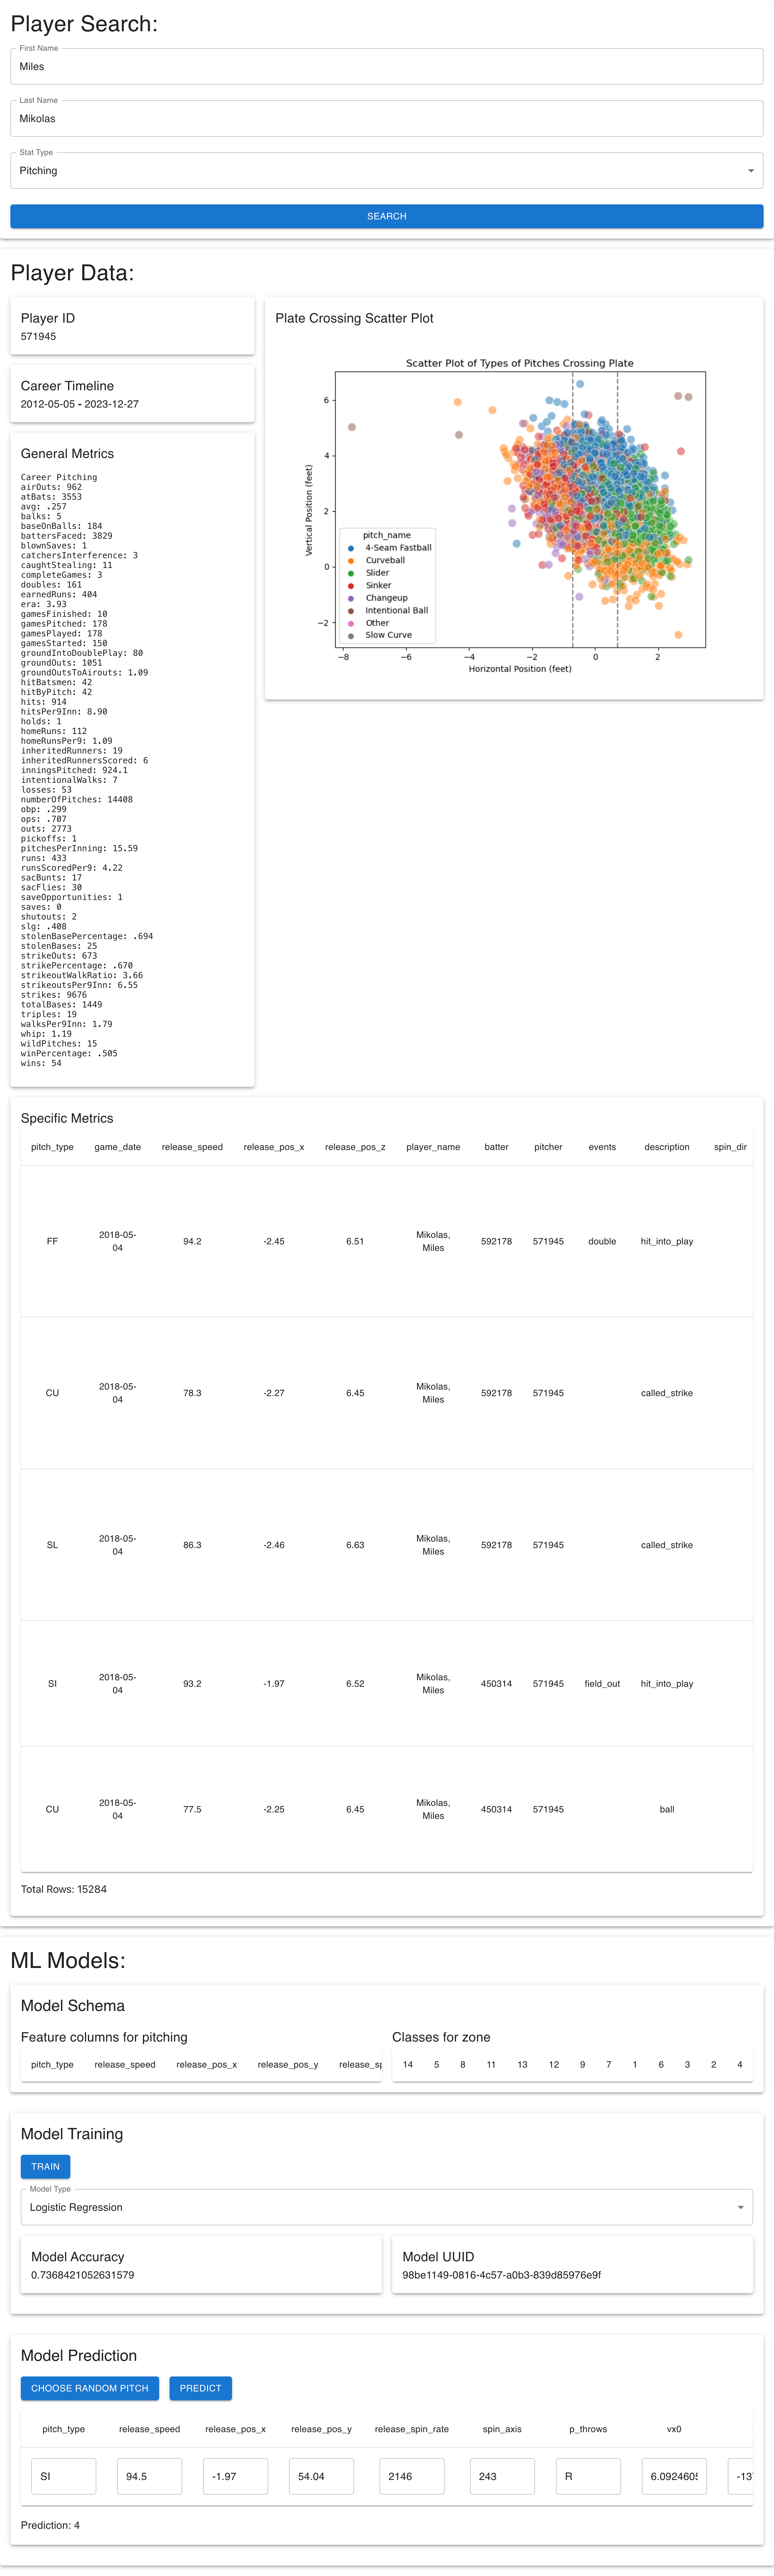 Player Search:
First Name
Miles
Last Name
Mikolas
Stat Type
Pitching
SEARCH
Player Data:
Player ID
571945
Career Timeline
2012-05-05 - 2023-12-27
General Metrics
Career Pitching
airOuts: 962
atBats: 3553
avg: .257
balks: 5
baseOnBalls: 184
battersFaced: 3829
blownSaves: 1
catchersInterference: 3
caughtStealing: 11
completeGames: 3
doubles: 161
earnedRuns: 404
era: 3.93
gamesFinished: 10
gamesPitched: 178
gamesPlayed: 178
gamesStarted: 150
groundIntoDoublePlay: 80
groundOuts: 1051
groundOutsToAirouts: 1.09
hitBatsmen: 42
hitByPitch: 42
hits: 914
hitsPer9Inn: 8.90
holds: 1
homeRuns: 112
homeRunsPer9: 1.09
inheritedRunners: 19
inheritedRunnersScored: 6
inningsPitched: 924.1
intentionalWalks: 7
losses: 53
numberOfPitches: 14408
obp: .299
ops: .707
outs: 2773
pickoffs: 1
pitchesPerInning: 15.59
runs: 433
runsScoredPer9: 4.22
sacBunts: 17
sacFlies: 30
saveOpportunities: 1
saves: 0
shutouts: 2
slg: .408
stolenBasePercentage: .694
stolenBases: 25
strikeOuts: 673
strikePercentage: .670
strikeoutWalkRatio: 3.66
strikeoutsPer9Inn: 6.55
strikes: 9676
totalBases: 1449
triples: 19
walksPer9Inn: 1.79
whip: 1.19
wildPitches: 15
winPercentage: .505
wins: 54
Plate Crossing Scatter Plot
Scatter Plot of Types of Pitches Crossing Plate
Vertical Position (feet)
6
4
2
0
−2
pitch_name
4-Seam Fastball
Curveball
Slider
Sinker
Changeup
Intentional Ball
Other
Slow Curve
−8 −6 −4 −2 0 2
Horizontal Position (feet)
Specific Metrics
pitch_type game_date release_speed release_pos_x release_pos_z player_name batter pitcher events description spin_dir
FF 2018-05-04 94.2 -2.45 6.51 Mikolas, Miles 592178 571945 double hit_into_play
CU 2018-05-04 78.3 -2.27 6.45 Mikolas, Miles 592178 571945 called_strike
SL 2018-05-04 86.3 -2.46 6.63 Mikolas, Miles 592178 571945 called_strike
SI 2018-05-04 93.2 -1.97 6.52 Mikolas, Miles 450314 571945 field_out hit_into_play
CU 2018-05-04 77.5 -2.25 6.45 Mikolas, Miles 450314 571945 ball
Total Rows: 15284
ML Models:
Model Schema
Feature columns for pitching
pitch_type release_speed release_pos_x release_pos_y release_sp
Classes for zone
14 5 8 11 13 12 9 7 1 6 3 2 4
Model Training
TRAIN
Model Type
Logistic Regression
Model Accuracy
0.7368421052631579
Model UUID
98be1149-0816-4c57-a0b3-839d85976e9f
Model Prediction
CHOOSE RANDOM PITCH PREDICT
pitch_type release_speed release_pos_x release_pos_y release_spin_rate spin_axis p_throws vx0
SI 94.5 -1.97 54.04 2146 243 R 6.0924605 -137
Prediction: 4